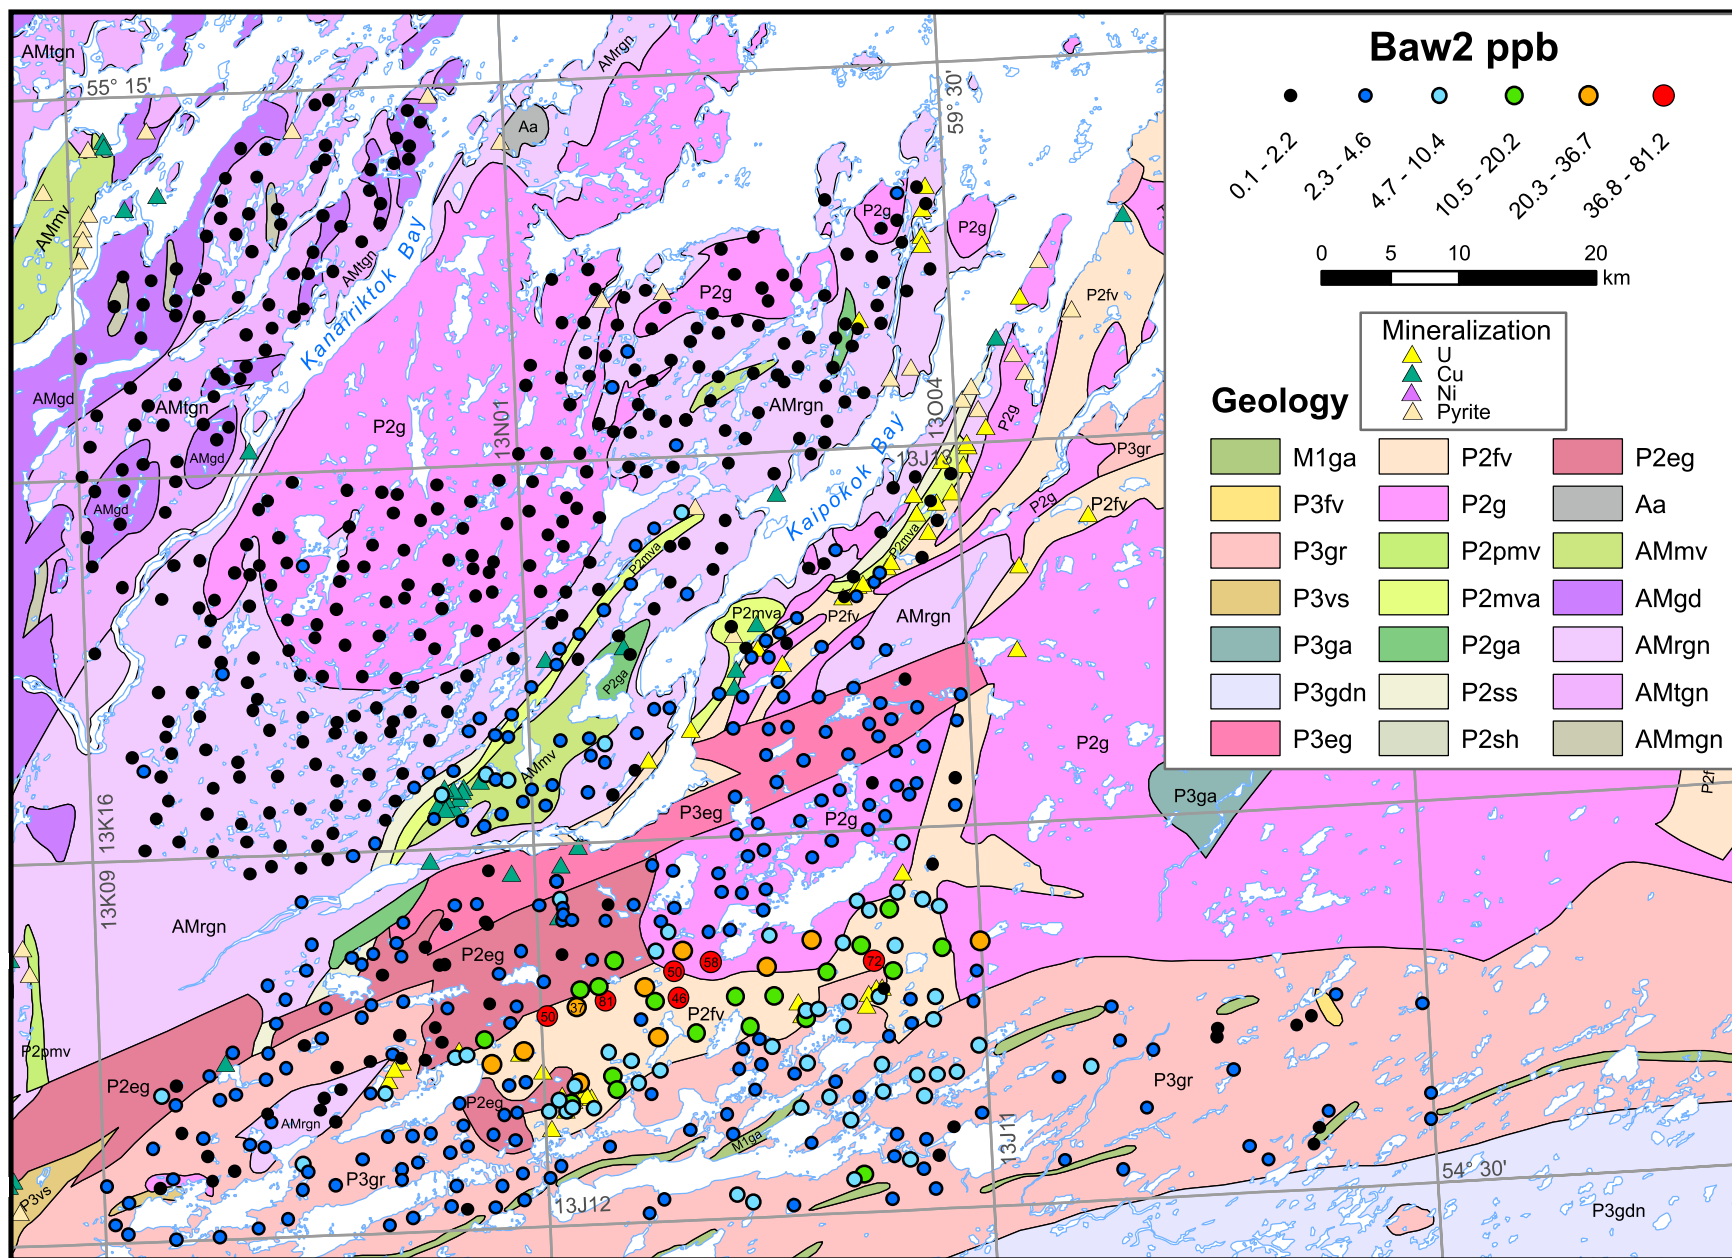 Baw2 ppb
0.1 - 2.2
2.3 - 4.6
4.7 - 10.4
10.5 - 20.2
20.3 - 36.7
36.8 - 81.2
0 5 10 20
km
Mineralization
U
Cu
Ni
Pyrite
Geology
M1ga P2fv P2eg
P3fv P2g Aa
P3gr P2pmv AMmv
P3vs P2mva AMgd
P3ga P2ga AMrgn
P3gdn P2ss AMtgn
P3eg P2sh AMmgn
AMtgn
55° 15'
AMrgn
59° 30'
Aa
AMmv
P2g
P2g
AMtgn
Kanairiktok Bay
P2g
P2fv
AMgd
AMtgn
P2g
13N01
AMrgn
13O04
P2g
Kaipokok Bay
13J13
P3gr
AMgd
AMgd
P2g
P2fv
P2mva
P2mva
P2mva
P2fv
AMrgn
P2ga
P2g
AMmv
P3ga
P2f
P3eg
P2g
13K16
13K09
AMrgn
P2eg
58
72
50
46
81
37
50
P2fv
P2pmv
P2eg
P2eg
AMrgn
P3gr
M1ga
P3gr
13J11
54° 30'
P3vs
13J12
P3gdn